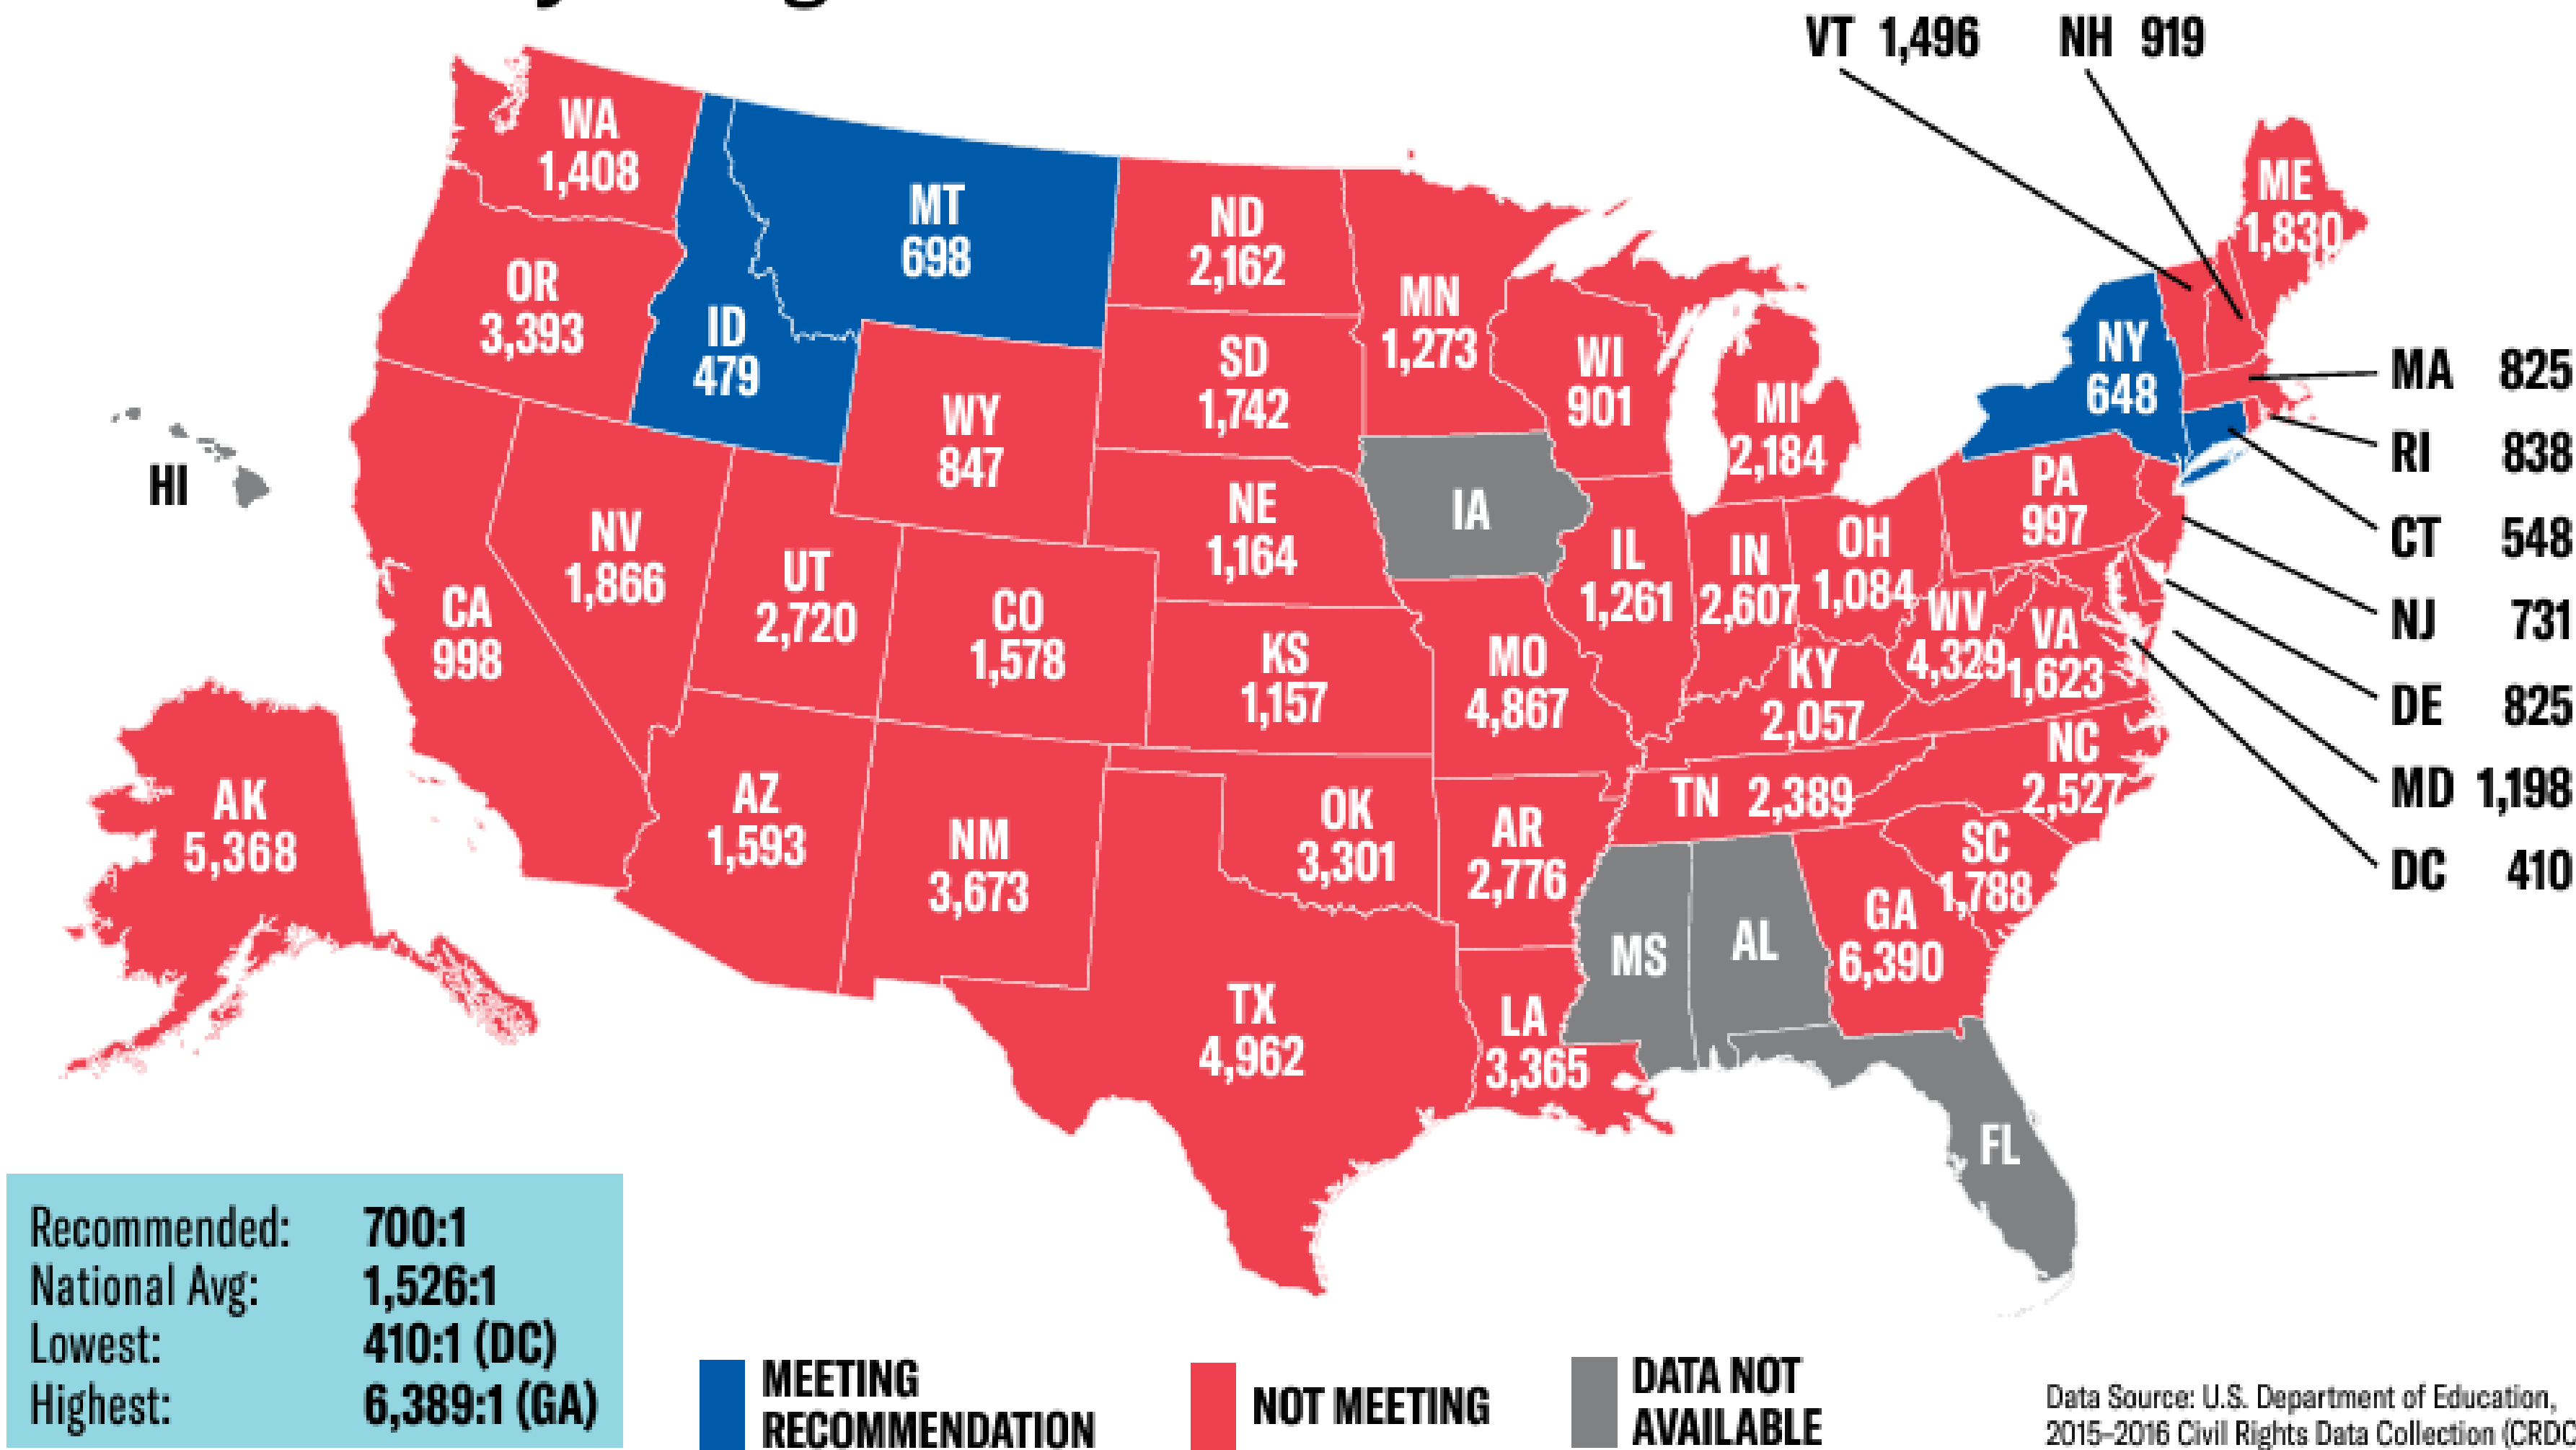 VT 1,496 NH 919
WA
1,408
MT
698
ND
2,162
ME
1,830
OR
3,393
ID
479
MN
1,273
SD
1,742
WI
901
MI
2,184
NY
648
MA 825
RI 838
CT 548
NJ 731
DE 825
MD 1,198
DC 410
WY
847
HI
NV
1,866
UT
2,720
CO
1,578
NE
1,164
IA
IL
1,261
IN
2,607
OH
1,084
PA
997
CA
998
KS
1,157
MO
4,867
KY
2,057
WV
4,329
VA
1,623
NC
2,527
AK
5,368
AZ
1,593
NM
3,673
OK
3,301
AR
2,776
TN 2,389
SC
1,788
MS
AL
GA
6,390
TX
4,962
LA
3,365
FL
Recommended: 700:1
National Avg: 1,526:1
Lowest: 410:1 (DC)
Highest: 6,389:1 (GA)
MEETING
RECOMMENDATION
NOT MEETING
DATA NOT
AVAILABLE
Data Source: U.S. Department of Education,
2015–2016 Civil Rights Data Collection (CRDC